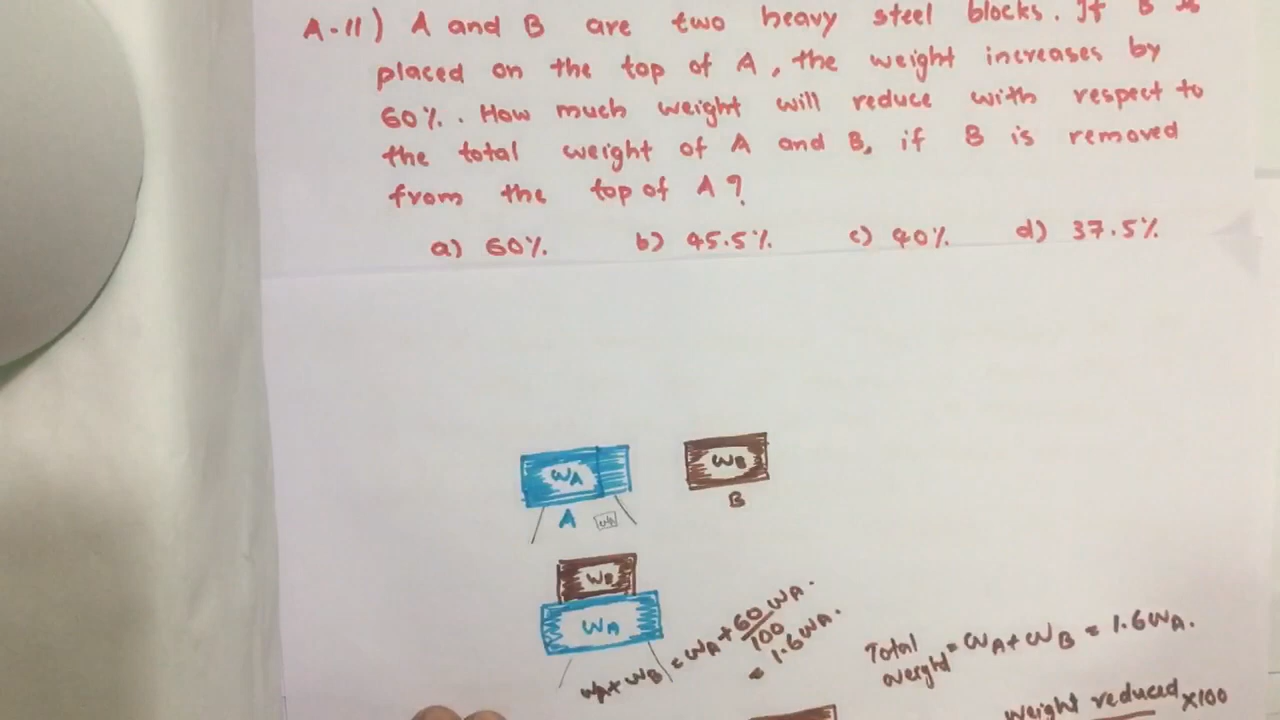 A-11) A and B are two heavy steel blocks. If B is
placed on the top of A, the weight increases by
60%. How much weight will reduce with respect to
the total weight of A and B, if B is removed
from the top of A?
a) 60% b) 45.5% c) 40% d) 37.5%
WA
WB
A
B
WB
WA
WA+WB = WA + 60/100 WA.
= 1.6WA.
Total weight = WA+WB = 1.6WA.
weight reduced ×100